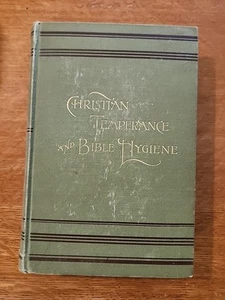 CHRISTIAN
TEMPERANCE
AND BIBLE HYGIENE